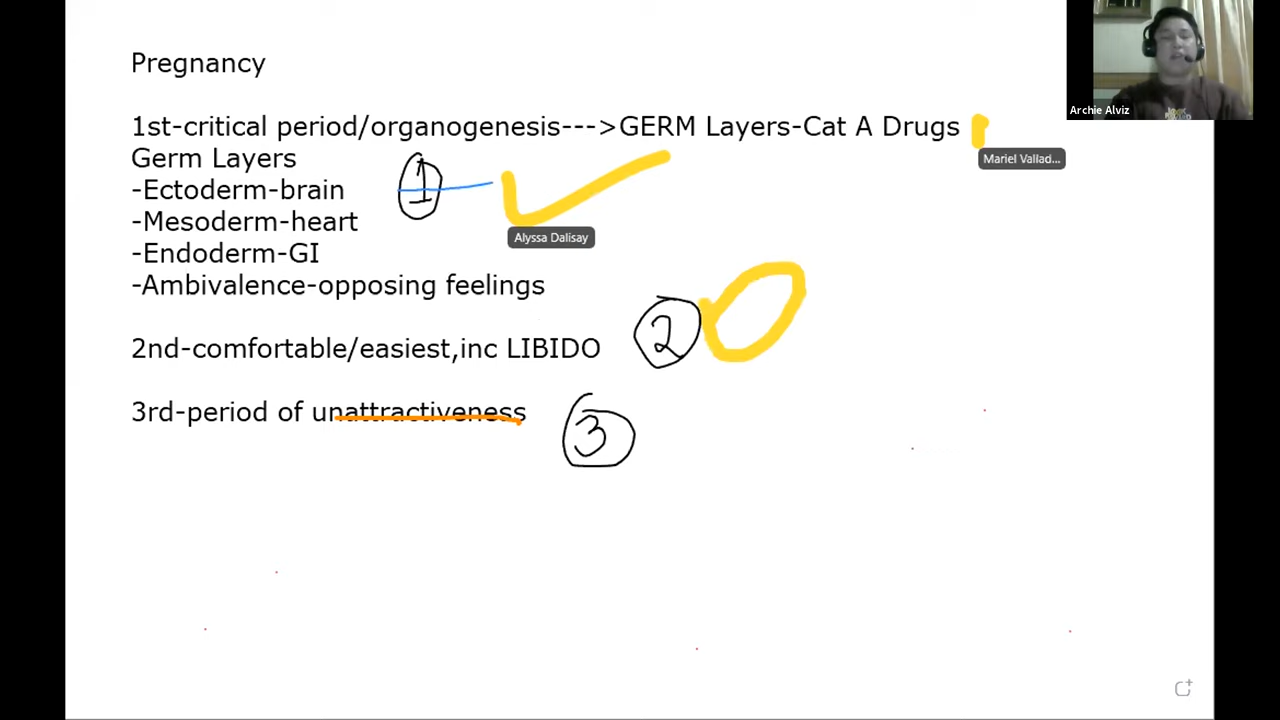 Pregnancy
Archie Alviz
1st-critical period/organogenesis--->GERM Layers-Cat A Drugs
Mariel Vallad...
Germ Layers
-Ectoderm-brain
1
-Mesoderm-heart
Alyssa Dalisay
-Endoderm-GI
-Ambivalence-opposing feelings
2nd-comfortable/easiest,inc LIBIDO
2
3rd-period of unattractiveness
3